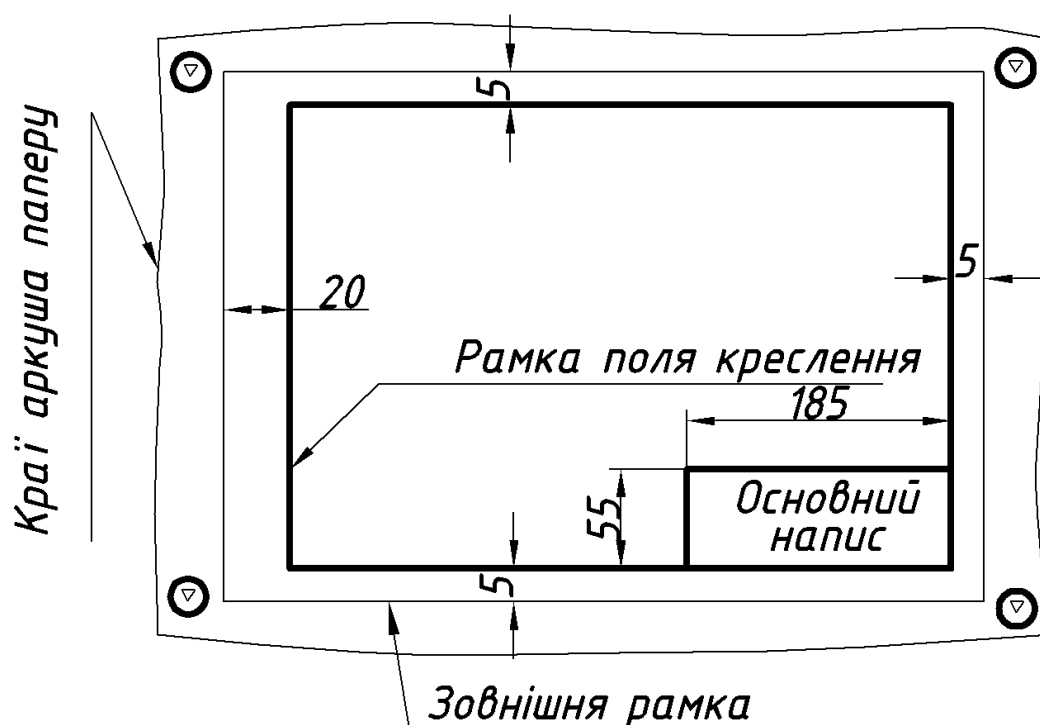 5
Краї аркуша паперу
5
20
Рамка поля креслення
185
55
Основний
напис
5
Зовнішня рамка